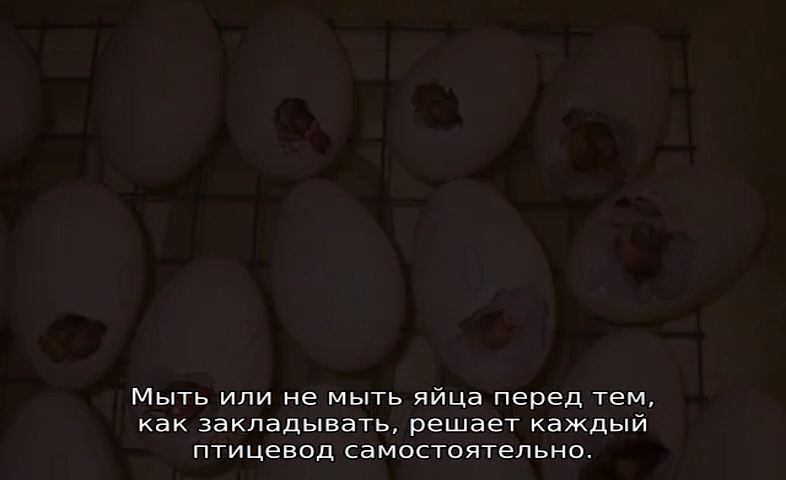 Мыть или не мыть яйца перед тем,
как закладывать, решает каждый
птицевод самостоятельно.